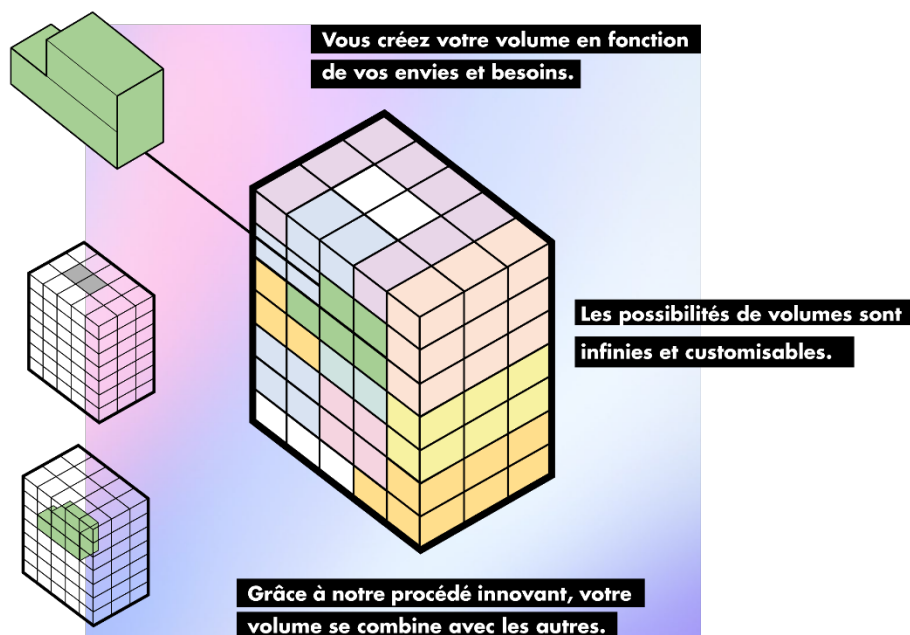 Vous créez votre volume en fonction
de vos envies et besoins.
Les possibilités de volumes sont
infinies et customisables.
Grâce à notre procédé innovant, votre
volume se combine avec les autres.